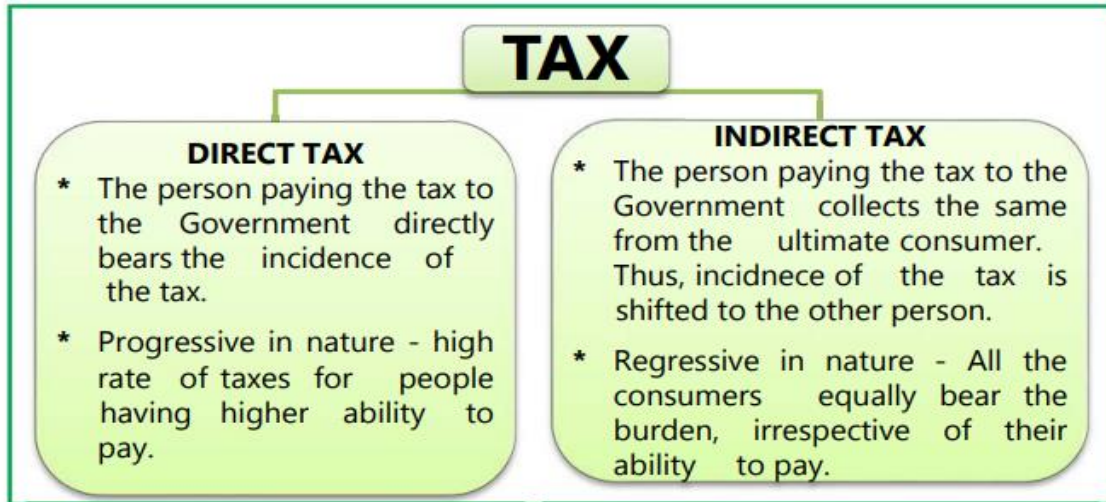 TAX
DIRECT TAX
* The person paying the tax to
the Government directly
bears the incidence of
the tax.
* Progressive in nature - high
rate of taxes for people
having higher ability to
pay.
INDIRECT TAX
* The person paying the tax to the
Government collects the same
from the ultimate consumer.
Thus, incidnece of the tax is
shifted to the other person.
* Regressive in nature - All the
consumers equally bear the
burden, irrespective of their
ability to pay.